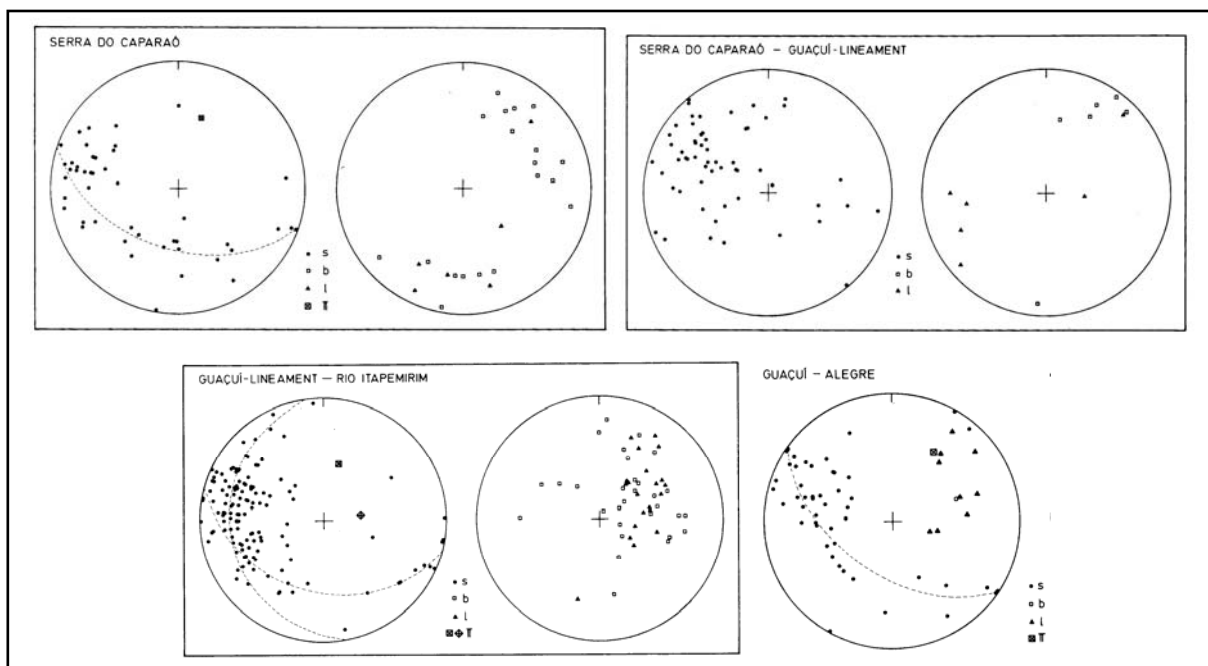 SERRA DO CAPARAÓ
s
b
l
π
SERRA DO CAPARAÓ – GUAÇUÍ-LINEAMENT
s
b
l
GUAÇUÍ-LINEAMENT — RIO ITAPEMIRIM
s
b
l
π
GUAÇUÍ – ALEGRE
s
b
l
π